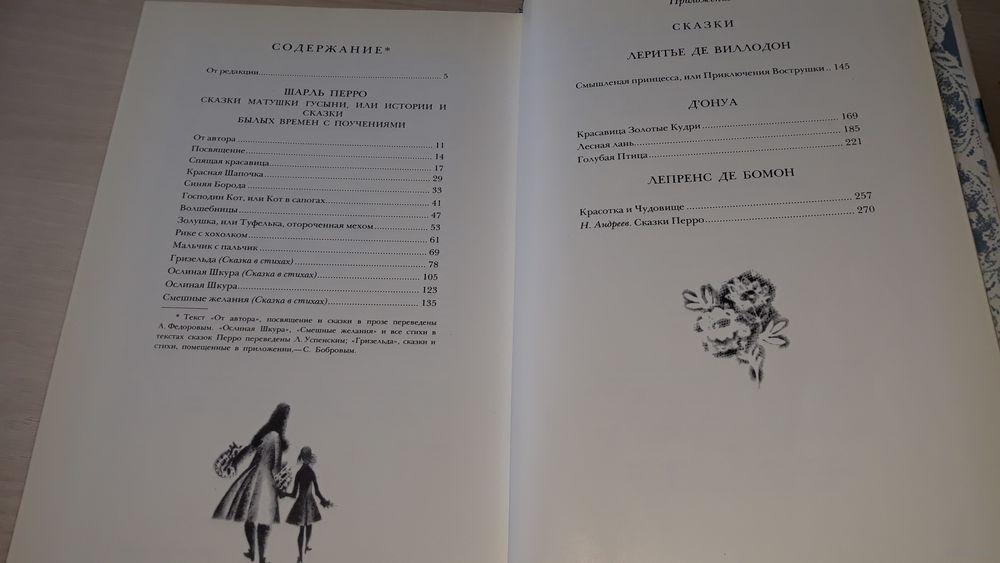 СОДЕРЖАНИЕ*
От редакции 5
ШАРЛЬ ПЕРРО
СКАЗКИ МАТУШКИ ГУСЫНИ, ИЛИ ИСТОРИИ И
СКАЗКИ
БЫЛЫХ ВРЕМЕН С ПОУЧЕНИЯМИ
От автора 11
Посвящение 14
Спящая красавица 17
Красная Шапочка 29
Синяя Борода 33
Господин Кот, или Кот в сапогах 41
Волшебницы 47
Золушка, или Туфелька, отороченная мехом 53
Рике с хохолком 61
Мальчик с пальчик 69
Гризельда (Сказка в стихах) 78
Ослиная Шкура (Сказка в стихах) 105
Ослиная Шкура 123
Смешные желания (Сказка в стихах) 135
* Текст «От автора», посвящение и сказки в прозе переведены
А. Федоровым. «Ослиная Шкура», «Смешные желания» и все стихи в
текстах сказок Перро переведены Л. Успенским; «Гризельда», сказки и
стихи, помещенные в приложении,— С. Бобровым.
Приложение
СКАЗКИ
ЛЕРИТЬЕ ДЕ ВИЛЛОДОН
Смышленая принцесса, или Приключения Вострушки 145
Д'ОНУА
Красавица Золотые Кудри 169
Лесная лань 185
Голубая Птица 221
ЛЕПРЕНС ДЕ БОМОН
Красотка и Чудовище 257
Н. Андреев. Сказки Перро 270